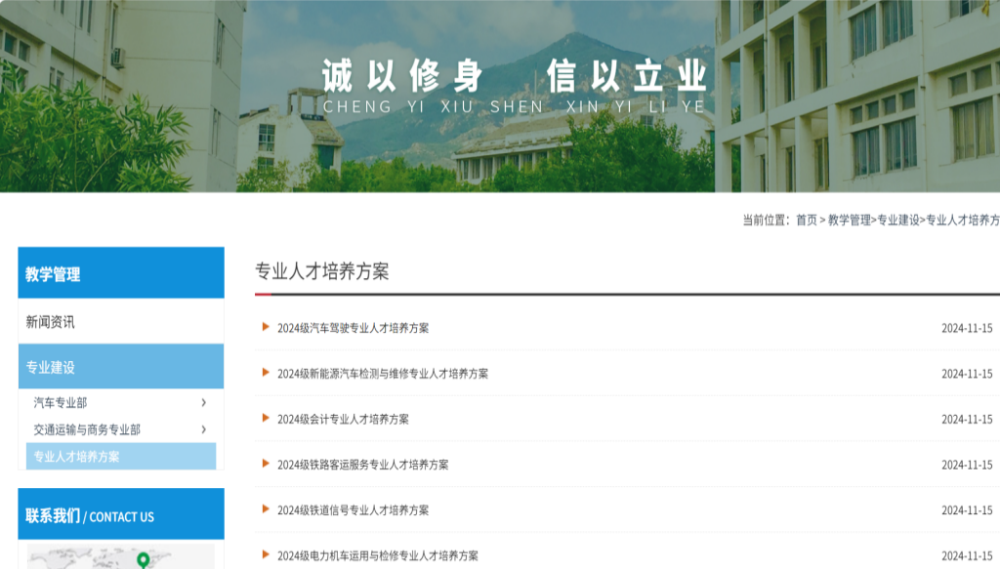 诚以修身 信以立业
CHENG YI XIU SHEN XIN YI LI YE
当前位置：首页 > 教学管理>专业建设>专业人才培养方
教学管理
新闻资讯
专业建设
汽车专业部
交通运输与商务专业部
专业人才培养方案
联系我们 / CONTACT US
专业人才培养方案
2024级汽车驾驶专业人才培养方案 2024-11-15
2024级新能源汽车检测与维修专业人才培养方案 2024-11-15
2024级会计专业人才培养方案 2024-11-15
2024级铁路客运服务专业人才培养方案 2024-11-15
2024级铁道信号专业人才培养方案 2024-11-15
2024级电力机车运用与检修专业人才培养方案 2024-11-15